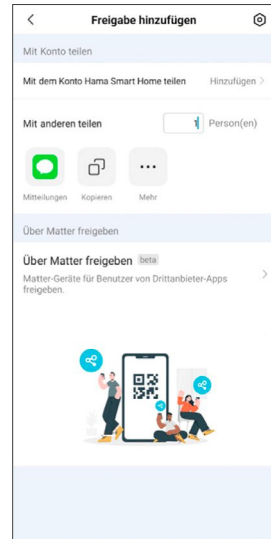 Freigabe hinzufügen
Mit Konto teilen
Mit dem Konto Hama Smart Home teilen Hinzufügen
Mit anderen teilen 1 Person(en)
Mitteilungen Kopieren Mehr
Über Matter freigeben
Über Matter freigeben beta
Matter-Geräte für Benutzer von Drittanbieter-Apps
freigeben.